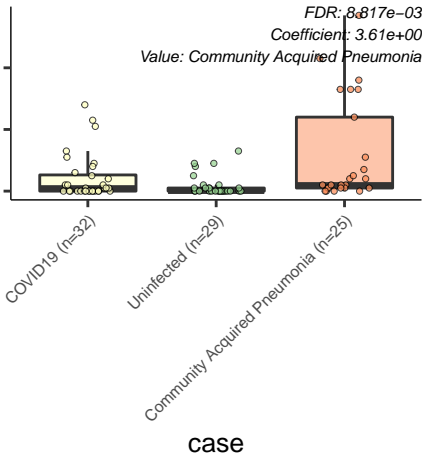 FDR: 8.817e−03
Coefficient: 3.61e+00
Value: Community Acquired Pneumonia
COVID19 (n=32)
Uninfected (n=29)
Community Acquired Pneumonia (n=25)
case